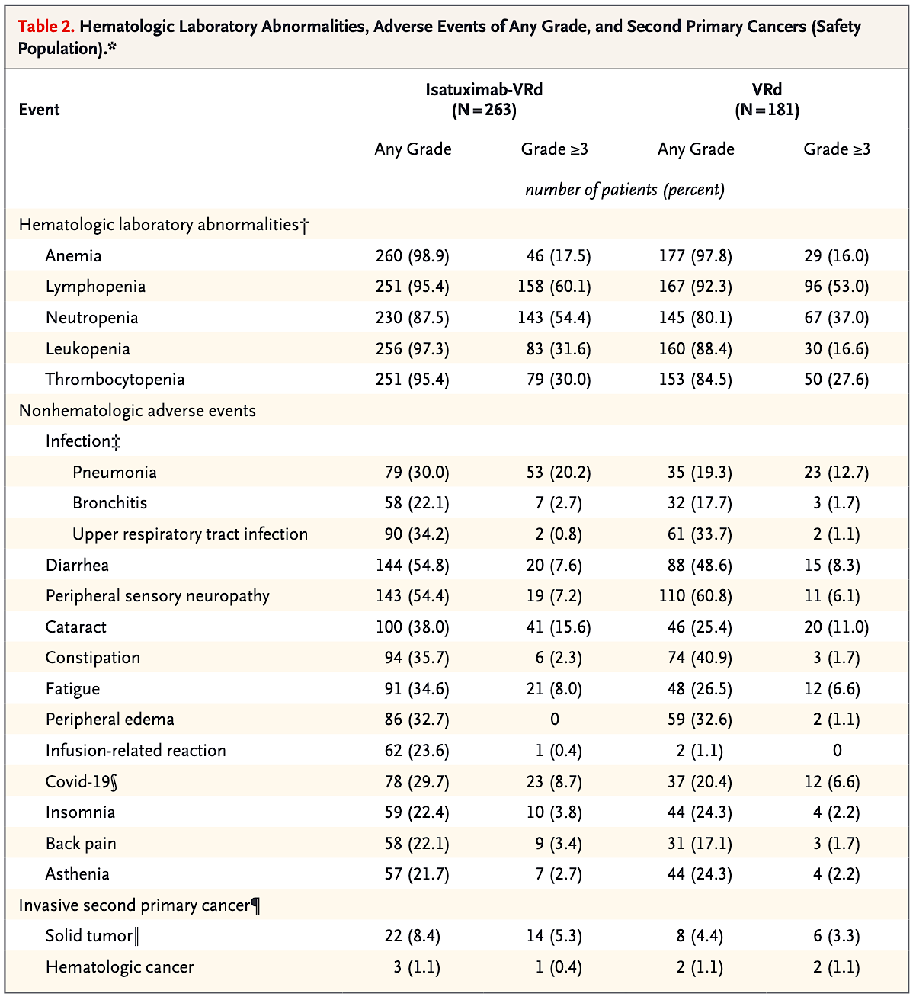 Table 2. Hematologic Laboratory Abnormalities, Adverse Events of Any Grade, and Second Primary Cancers (Safety
Population).*
Event Isatuximab-VRd (N=263) VRd (N=181)
Any Grade Grade ≥3 Any Grade Grade ≥3
number of patients (percent)
Hematologic laboratory abnormalities†
Anemia 260 (98.9) 46 (17.5) 177 (97.8) 29 (16.0)
Lymphopenia 251 (95.4) 158 (60.1) 167 (92.3) 96 (53.0)
Neutropenia 230 (87.5) 143 (54.4) 145 (80.1) 67 (37.0)
Leukopenia 256 (97.3) 83 (31.6) 160 (88.4) 30 (16.6)
Thrombocytopenia 251 (95.4) 79 (30.0) 153 (84.5) 50 (27.6)
Nonhematologic adverse events
Infection‡
Pneumonia 79 (30.0) 53 (20.2) 35 (19.3) 23 (12.7)
Bronchitis 58 (22.1) 7 (2.7) 32 (17.7) 3 (1.7)
Upper respiratory tract infection 90 (34.2) 2 (0.8) 61 (33.7) 2 (1.1)
Diarrhea 144 (54.8) 20 (7.6) 88 (48.6) 15 (8.3)
Peripheral sensory neuropathy 143 (54.4) 19 (7.2) 110 (60.8) 11 (6.1)
Cataract 100 (38.0) 41 (15.6) 46 (25.4) 20 (11.0)
Constipation 94 (35.7) 6 (2.3) 74 (40.9) 3 (1.7)
Fatigue 91 (34.6) 21 (8.0) 48 (26.5) 12 (6.6)
Peripheral edema 86 (32.7) 0 59 (32.6) 2 (1.1)
Infusion-related reaction 62 (23.6) 1 (0.4) 2 (1.1) 0
Covid-19§ 78 (29.7) 23 (8.7) 37 (20.4) 12 (6.6)
Insomnia 59 (22.4) 10 (3.8) 44 (24.3) 4 (2.2)
Back pain 58 (22.1) 9 (3.4) 31 (17.1) 3 (1.7)
Asthenia 57 (21.7) 7 (2.7) 44 (24.3) 4 (2.2)
Invasive second primary cancer¶
Solid tumor‖ 22 (8.4) 14 (5.3) 8 (4.4) 6 (3.3)
Hematologic cancer 3 (1.1) 1 (0.4) 2 (1.1) 2 (1.1)